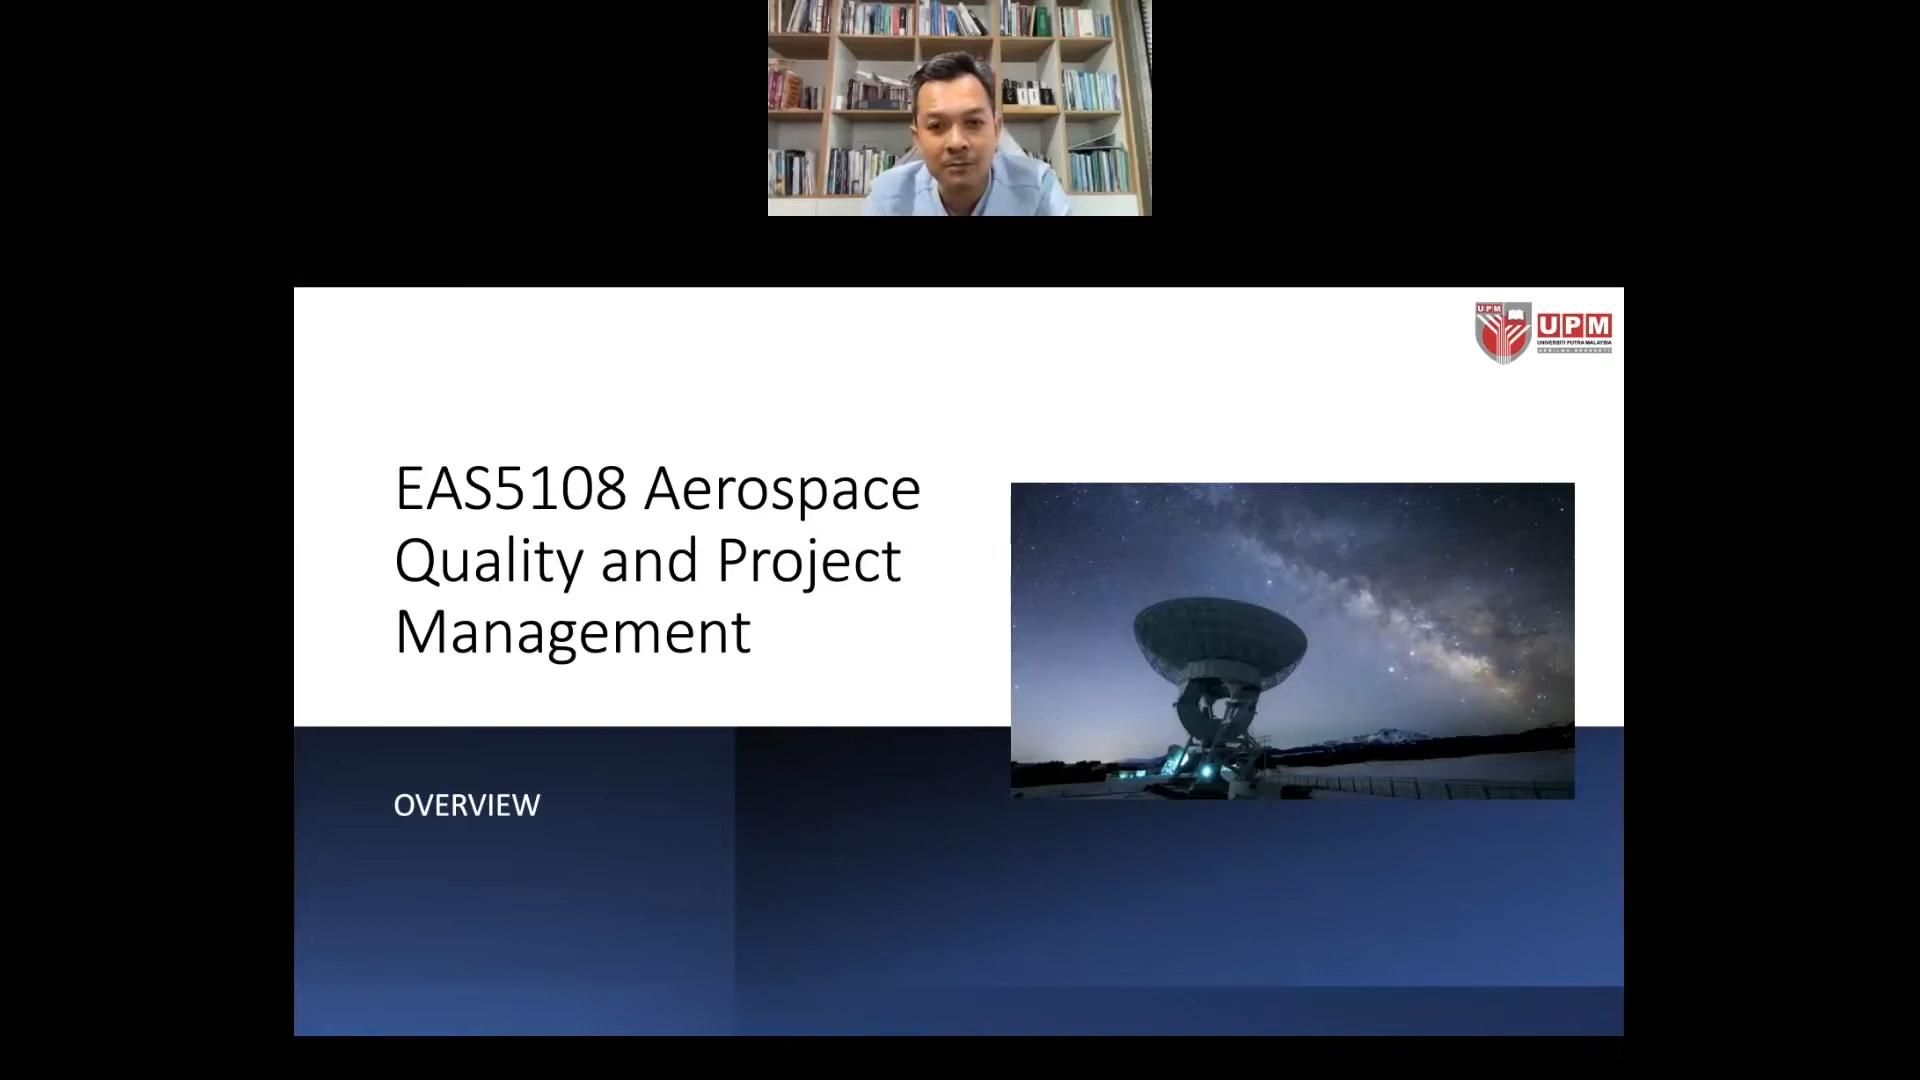 UPM
UPM
UNIVERSITI PUTRA MALAYSIA
EAS5108 Aerospace
Quality and Project
Management
OVERVIEW